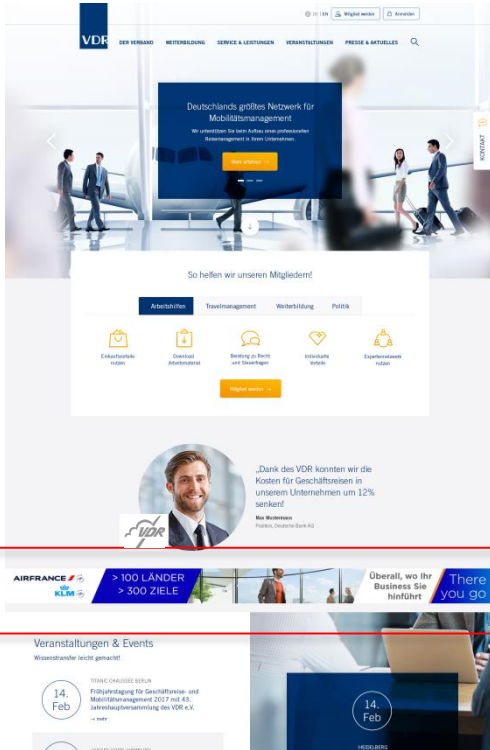 DE | EN
Mitglied werden
Anmelden
VDR
DER VERBAND
WEITERBILDUNG
SERVICE & LEISTUNGEN
VERANSTALTUNGEN
PRESSE & AKTUELLES
KONTAKT
Deutschlands größtes Netzwerk für
Mobilitätsmanagement
Wir unterstützen Sie beim Aufbau eines professionellen
Reisemanagement in Ihrem Unternehmen.
Mehr erfahren →
So helfen wir unseren Mitgliedern!
Arbeitshilfen
Travelmanagement
Weiterbildung
Politik
Einkaufsvorteile
nutzen
Download
Arbeitsmaterial
Beratung zu Recht
und Steuerfragen
Individuelle
Vorteile
Expertennetzwerk
nutzen
Mitglied werden →
„Dank des VDR konnten wir die
Kosten für Geschäftsreisen in
unserem Unternehmen um 12%
senken!
Max Mustermann
Position, Deutsche Bank AG
VDR
AIRFRANCE
KLM
> 100 LÄNDER
> 300 ZIELE
Überall, wo Ihr
Business Sie
hinführt
There
you go
Veranstaltungen & Events
Wissenstransfer leicht gemacht!
14.
Feb
TITANIC CHAUSSEE BERLIN
Frühjahrstagung für Geschäftsreise- und
Mobilitätsmanagement 2017 mit 43.
Jahreshauptversammlung des VDR e.V.
→ mehr
14.
Feb
HEIDELBERG